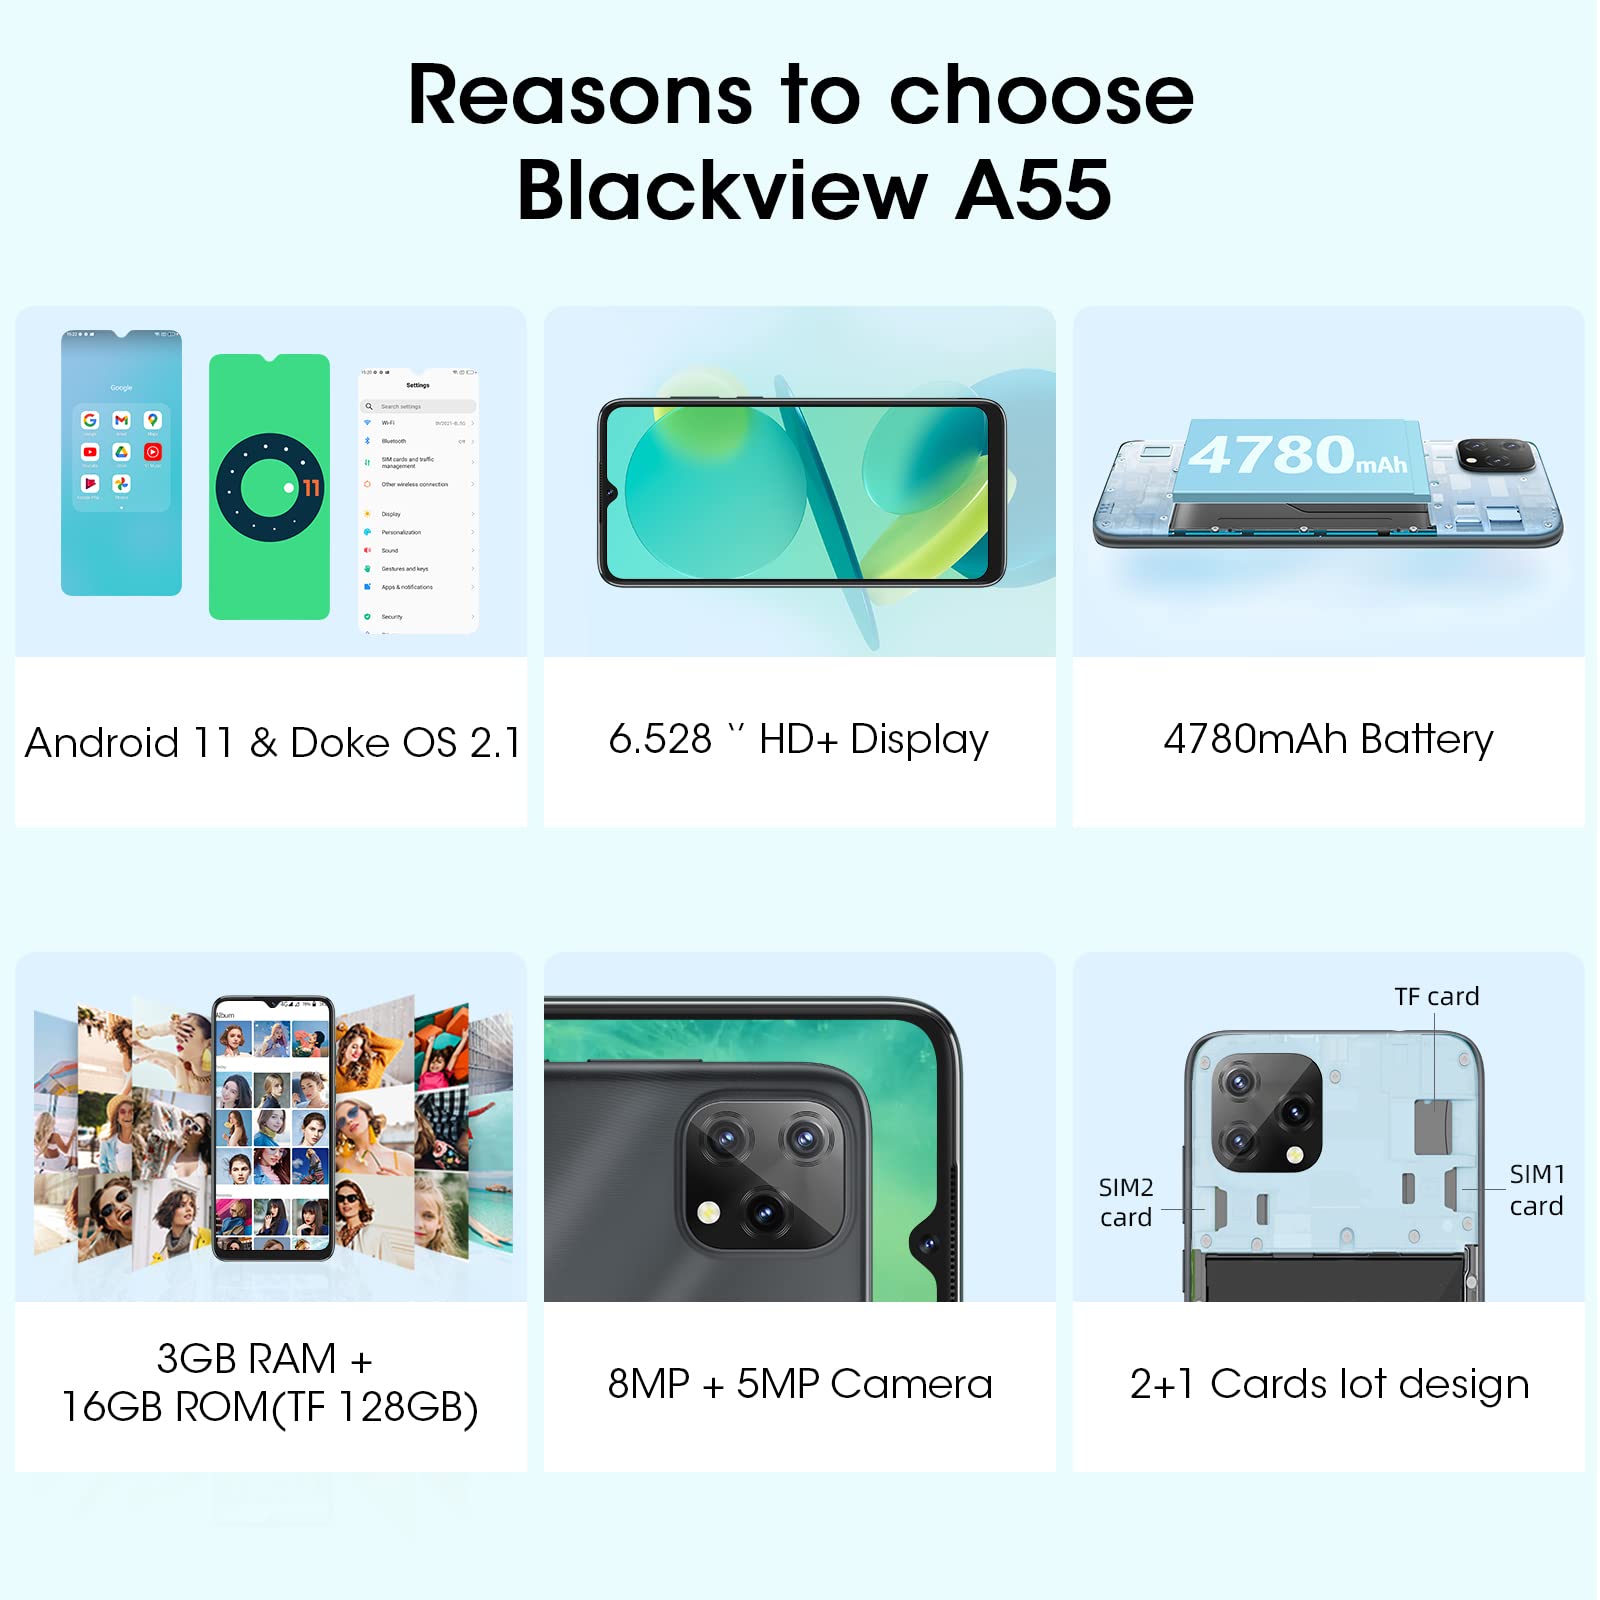 Reasons to choose
Blackview A55
Google
11
Settings
Search settings
Wi-Fi
Bluetooth
Off
SIM cards and traffic
management
Other wireless connection
Display
Personalization
Sound
Gestures and keys
Apps & notifications
Security
4780mAh
Android 11 & Doke OS 2.1
6.528 `´ HD+ Display
4780mAh Battery
4G
Album
TF card
SIM2
card
SIM1
card
3GB RAM +
16GB ROM(TF 128GB)
8MP + 5MP Camera
2+1 Cards lot design